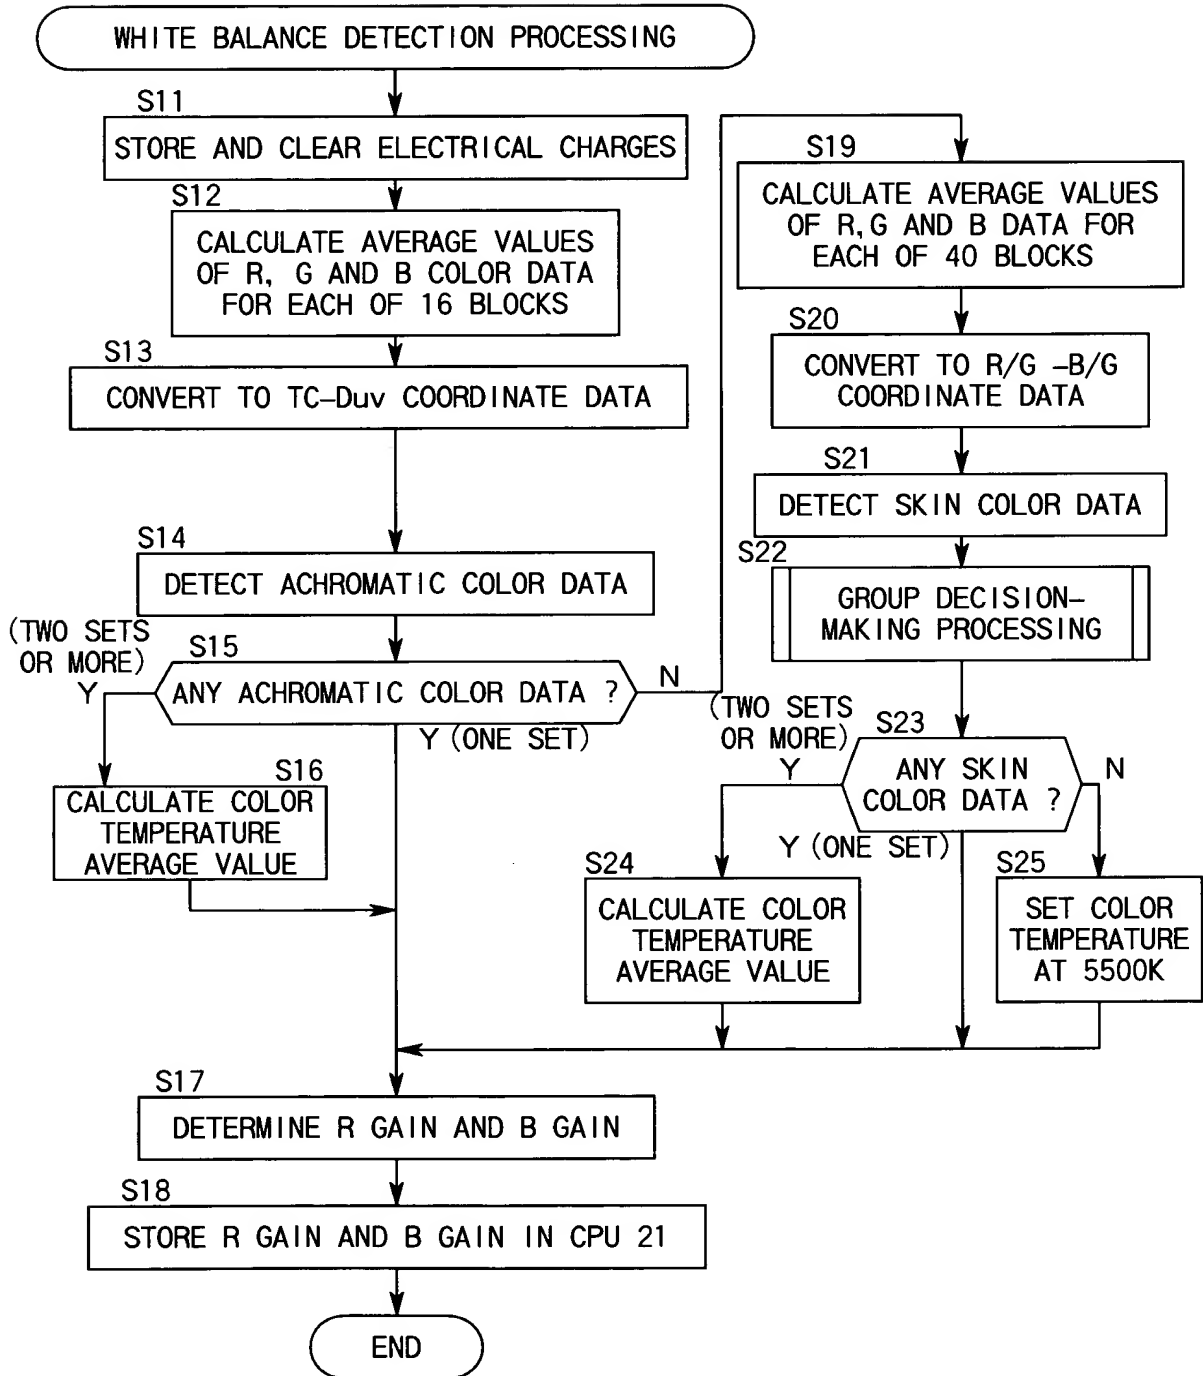 WHITE BALANCE DETECTION PROCESSING
S11
STORE AND CLEAR ELECTRICAL CHARGES
S12
CALCULATE AVERAGE VALUES
OF R, G AND B COLOR DATA
FOR EACH OF 16 BLOCKS
S13
CONVERT TO TC-Duv COORDINATE DATA
S14
DETECT ACHROMATIC COLOR DATA
S15
ANY ACHROMATIC COLOR DATA ?
(TWO SETS
OR MORE)
Y
N
Y (ONE SET)
S16
CALCULATE COLOR
TEMPERATURE
AVERAGE VALUE
S19
CALCULATE AVERAGE VALUES
OF R, G AND B DATA FOR
EACH OF 40 BLOCKS
S20
CONVERT TO R/G -B/G
COORDINATE DATA
S21
DETECT SKIN COLOR DATA
S22
GROUP DECISION-
MAKING PROCESSING
S23
ANY SKIN
COLOR DATA ?
(TWO SETS
OR MORE)
Y
N
Y (ONE SET)
S24
CALCULATE COLOR
TEMPERATURE
AVERAGE VALUE
S25
SET COLOR
TEMPERATURE
AT 5500K
S17
DETERMINE R GAIN AND B GAIN
S18
STORE R GAIN AND B GAIN IN CPU 21
END